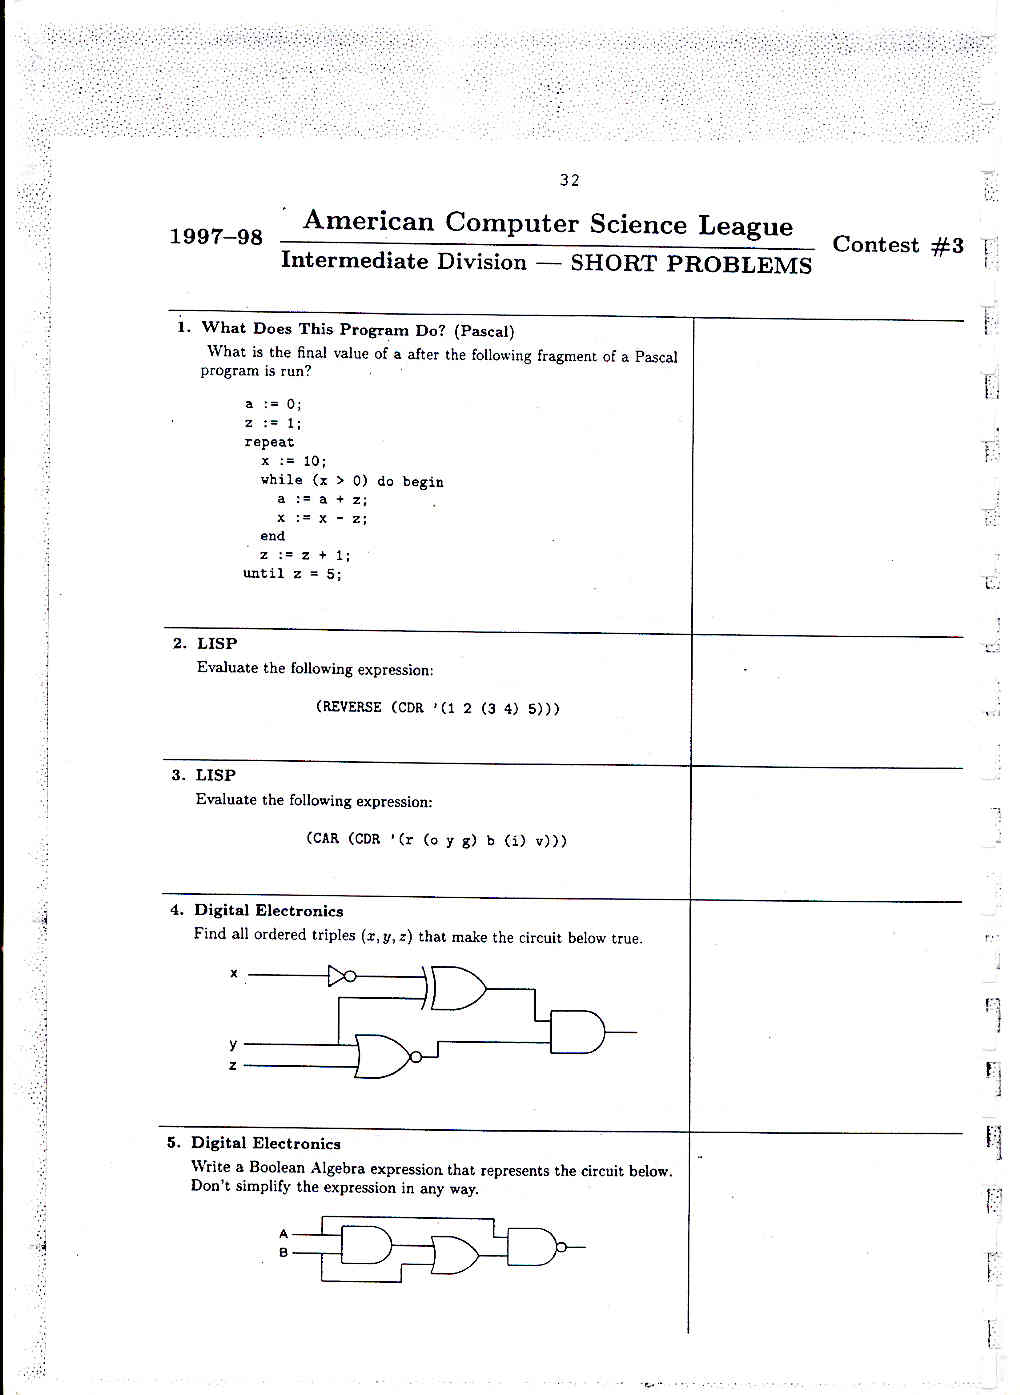 32
American Computer Science League
1997–98
Contest #3
Intermediate Division — SHORT PROBLEMS
1. What Does This Program Do? (Pascal)
What is the final value of a after the following fragment of a Pascal
program is run?
a := 0;
z := 1;
repeat
x := 10;
while (x > 0) do begin
a := a + z;
x := x - z;
end
z := z + 1;
until z = 5;
2. LISP
Evaluate the following expression:
(REVERSE (CDR '(1 2 (3 4) 5)))
3. LISP
Evaluate the following expression:
(CAR (CDR '(r (o y g) b (i) v)))
4. Digital Electronics
Find all ordered triples (x, y, z) that make the circuit below true.
x
y
z
5. Digital Electronics
Write a Boolean Algebra expression that represents the circuit below.
Don't simplify the expression in any way.
A
B